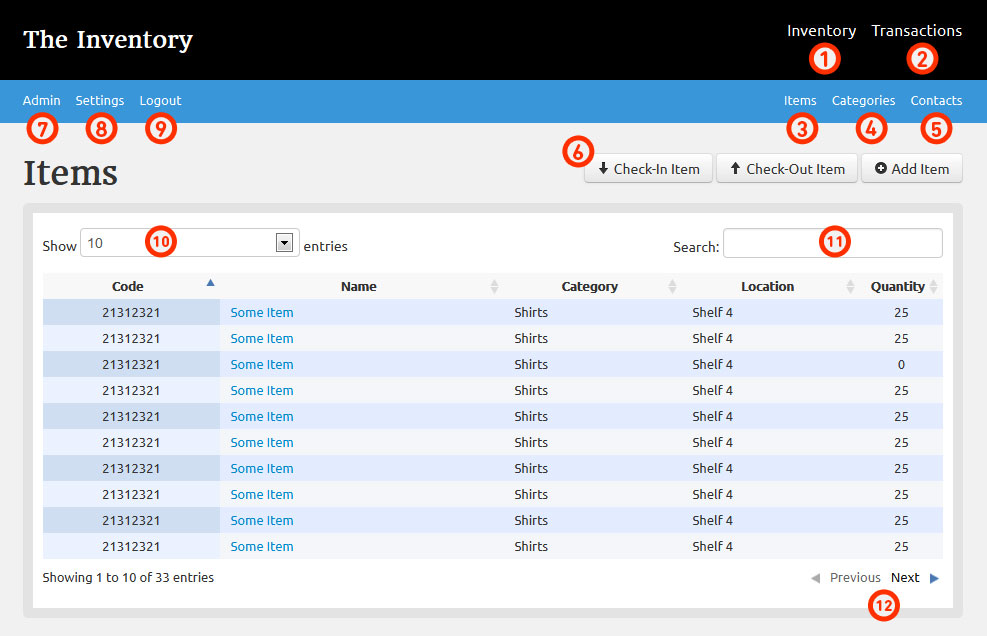 The Inventory
Inventory Transactions
1 2
Admin Settings Logout Items Categories Contacts
7 8 9 3 4 5
Items
6
Check-In Item Check-Out Item Add Item
Show 10 10 entries Search: 11
Code Name Category Location Quantity
21312321 Some Item Shirts Shelf 4 25
21312321 Some Item Shirts Shelf 4 25
21312321 Some Item Shirts Shelf 4 0
21312321 Some Item Shirts Shelf 4 25
21312321 Some Item Shirts Shelf 4 25
21312321 Some Item Shirts Shelf 4 25
21312321 Some Item Shirts Shelf 4 25
21312321 Some Item Shirts Shelf 4 25
21312321 Some Item Shirts Shelf 4 25
21312321 Some Item Shirts Shelf 4 25
Showing 1 to 10 of 33 entries Previous Next
12